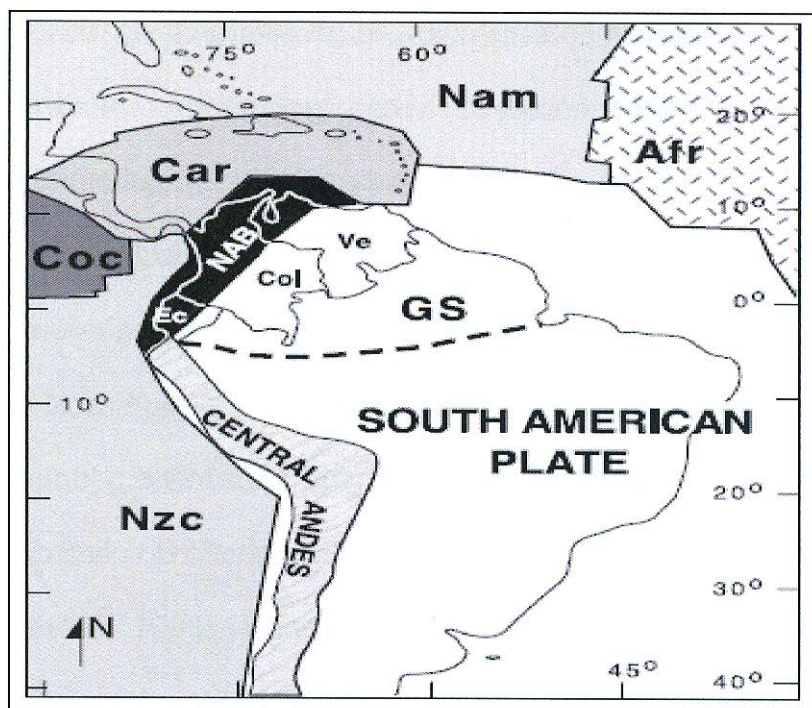 75°
60°
Nam
20°
Afr
Car
10°
Coc
NAB
Ve
Col
Ec
GS
0°
10°
CENTRAL
ANDES
SOUTH AMERICAN
PLATE
Nzc
20°
30°
N
45°
40°